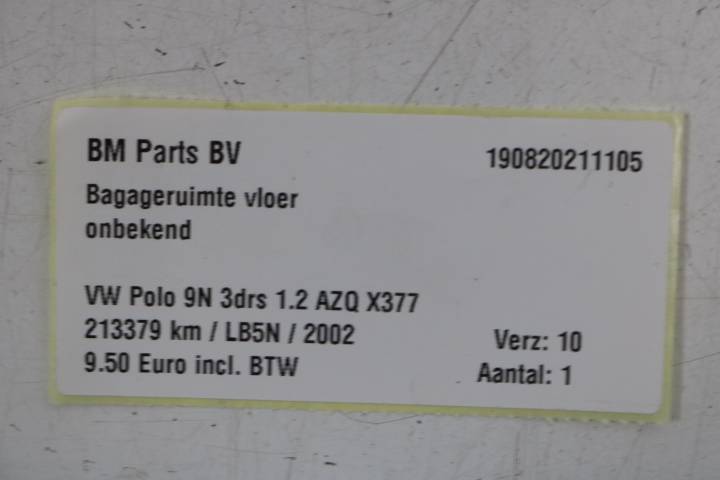 BM Parts BV 190820211105
Bagageruimte vloer
onbekend
VW Polo 9N 3drs 1.2 AZQ X377
213379 km / LB5N / 2002 Verz: 10
9.50 Euro incl. BTW Aantal: 1